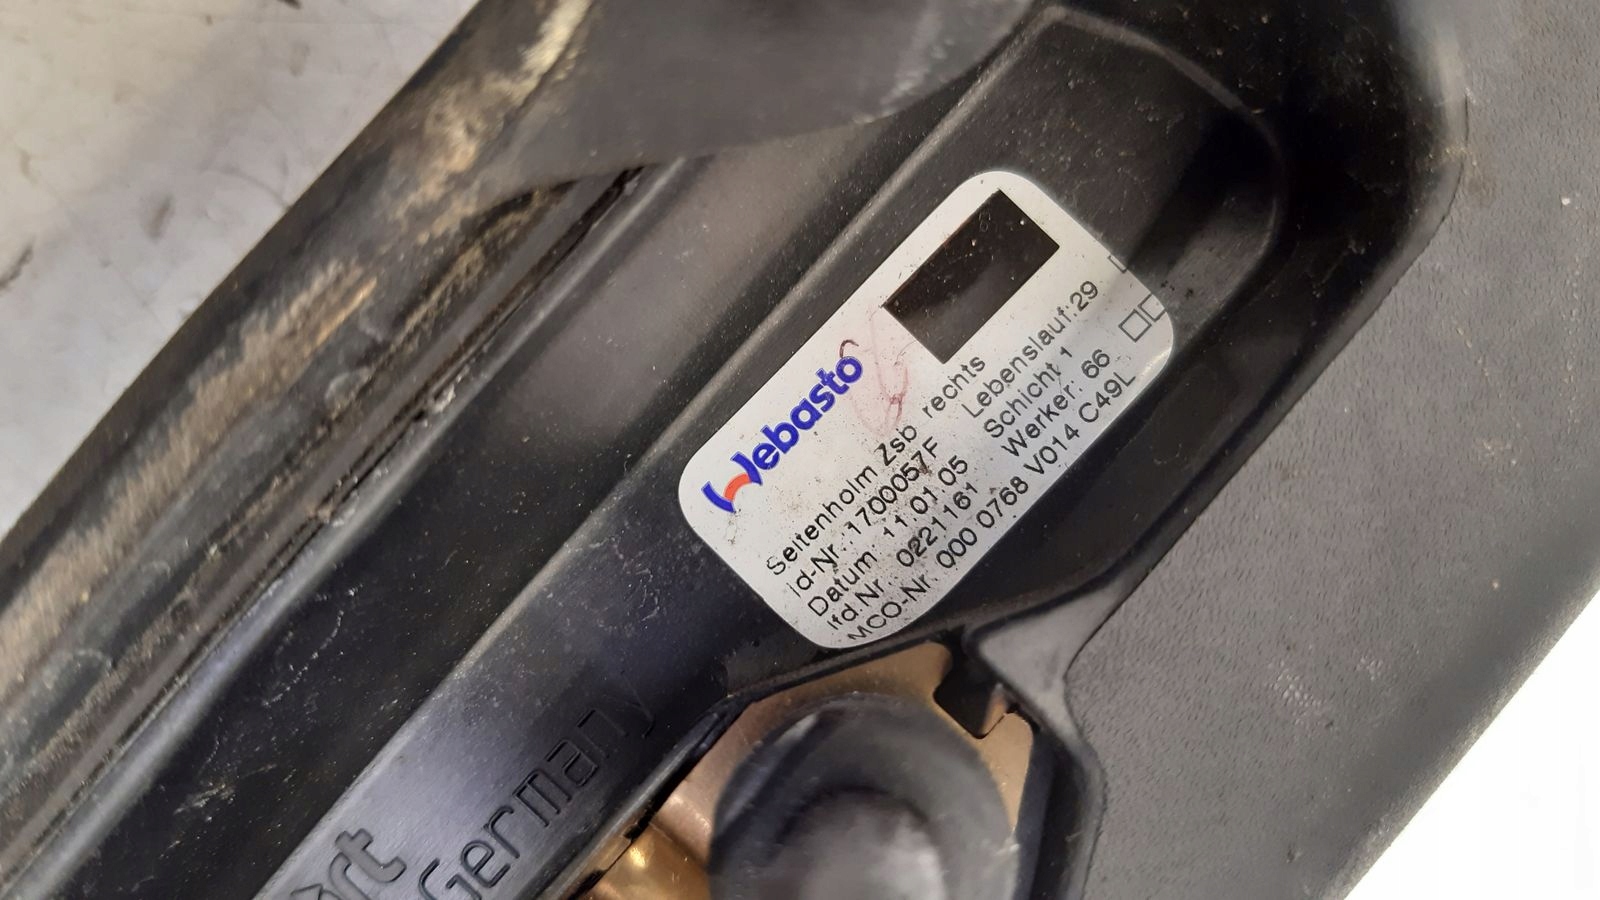 Webasto
Seitenholm Zsb rechts
id-Nr.: 1700057F Lebenslauf:29
Datum 11 01 05 Schicht 1
lfd.Nr. 0221161 Werker: 66
MCO-Nr. 000 0768 V014 C49L
Germany